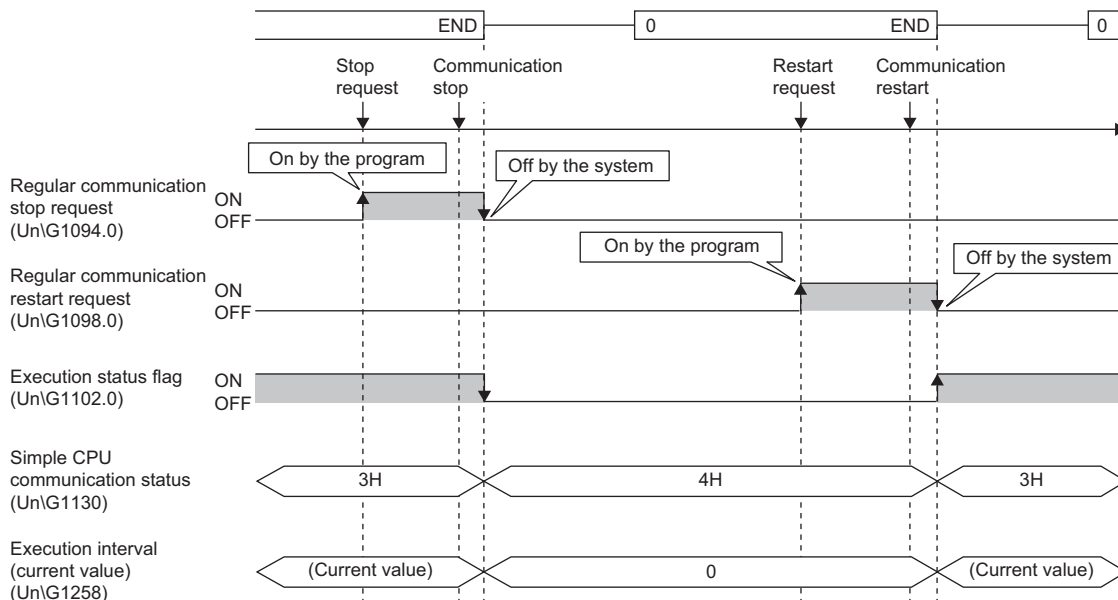 END
0
END
0
Stop
request
Communication
stop
Restart
request
Communication
restart
On by the program
Off by the system
Regular communication
stop request
(Un\G1094.0)
ON
OFF
On by the program
Off by the system
Regular communication
restart request
(Un\G1098.0)
ON
OFF
Execution status flag
(Un\G1102.0)
ON
OFF
Simple CPU
communication status
(Un\G1130)
3H
4H
3H
Execution interval
(current value)
(Un\G1258)
(Current value)
0
(Current value)